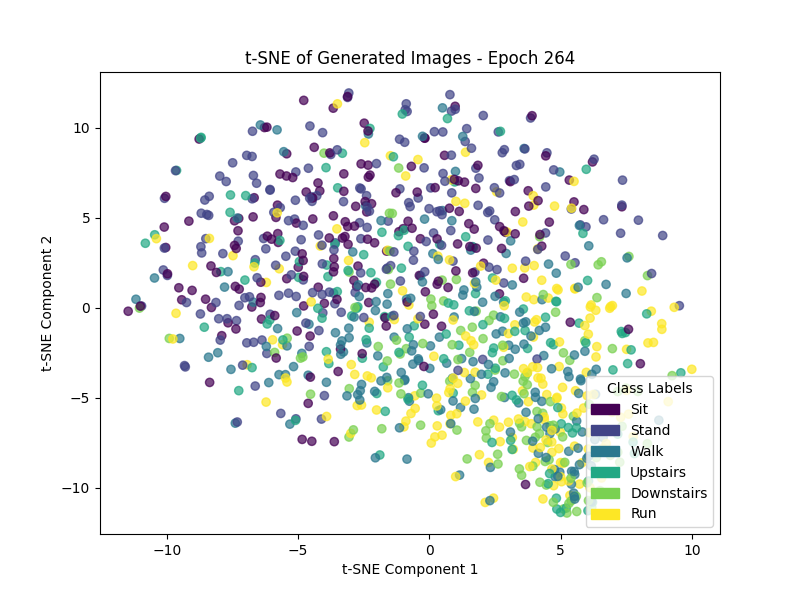 t-SNE of Generated Images - Epoch 264
t-SNE Component 2
10
5
0
−5
−10
−10
−5
0
5
10
t-SNE Component 1
Class Labels
Sit
Stand
Walk
Upstairs
Downstairs
Run